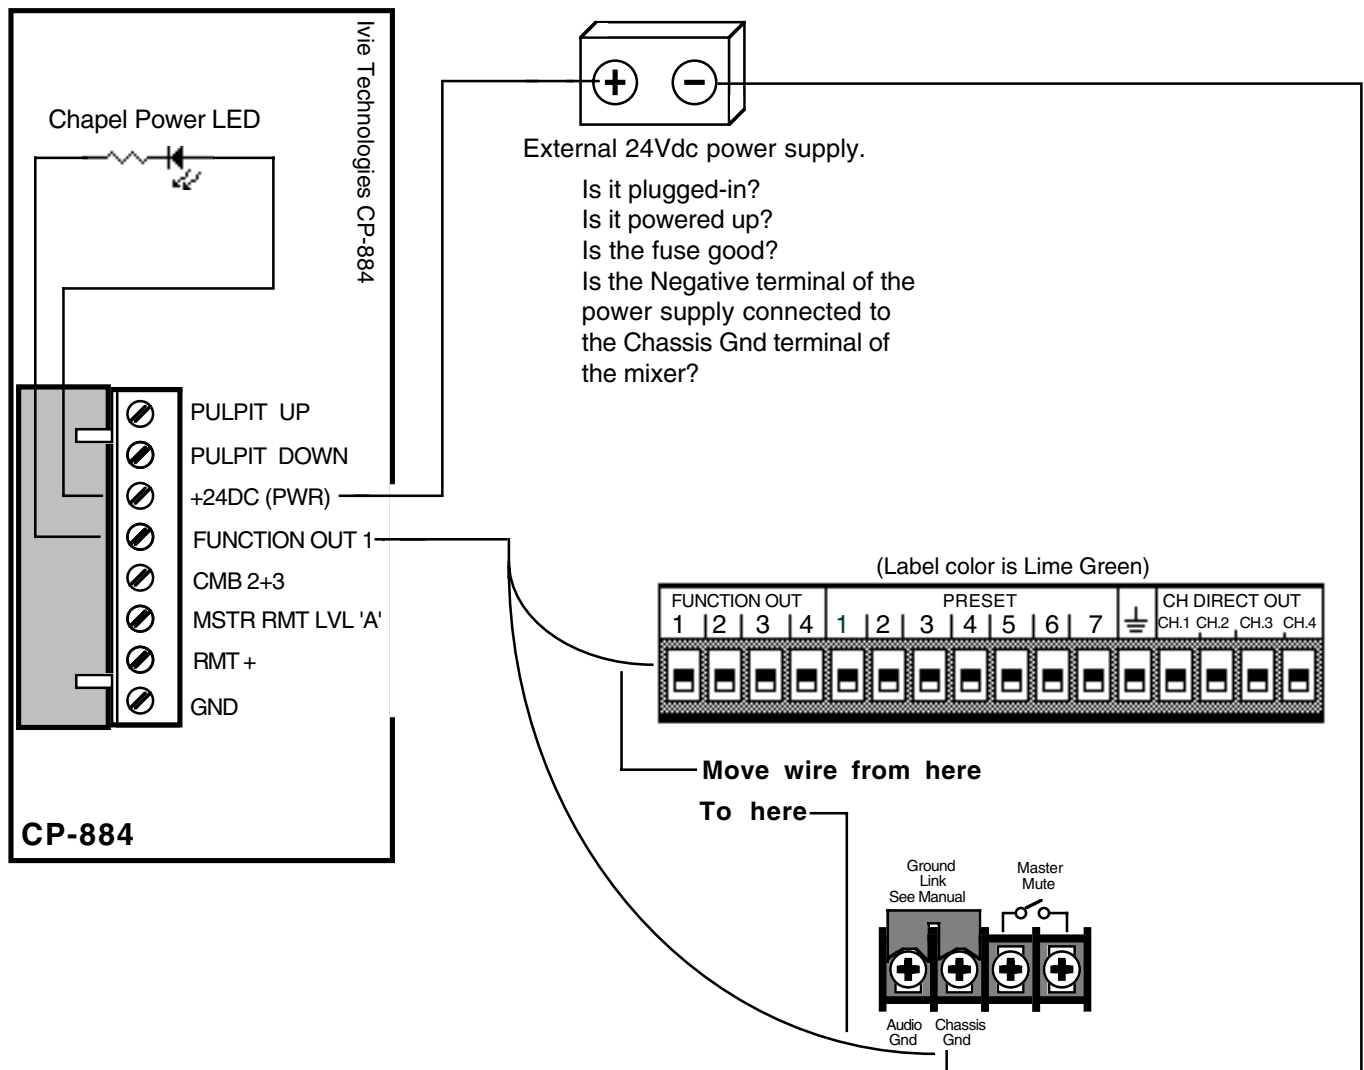 Ivie Technologies CP-884
Chapel Power LED
+ −
External 24Vdc power supply.
Is it plugged-in?
Is it powered up?
Is the fuse good?
Is the Negative terminal of the
power supply connected to
the Chassis Gnd terminal of
the mixer?
PULPIT UP
PULPIT DOWN
+24DC (PWR)
FUNCTION OUT 1
CMB 2+3
MSTR RMT LVL 'A'
RMT +
GND
CP-884
(Label color is Lime Green)
FUNCTION OUT PRESET CH DIRECT OUT
1 2 3 4 1 2 3 4 5 6 7 CH.1 CH.2 CH.3 CH.4
Move wire from here
To here
Ground
Link
See Manual
Master
Mute
Audio
Gnd
Chassis
Gnd